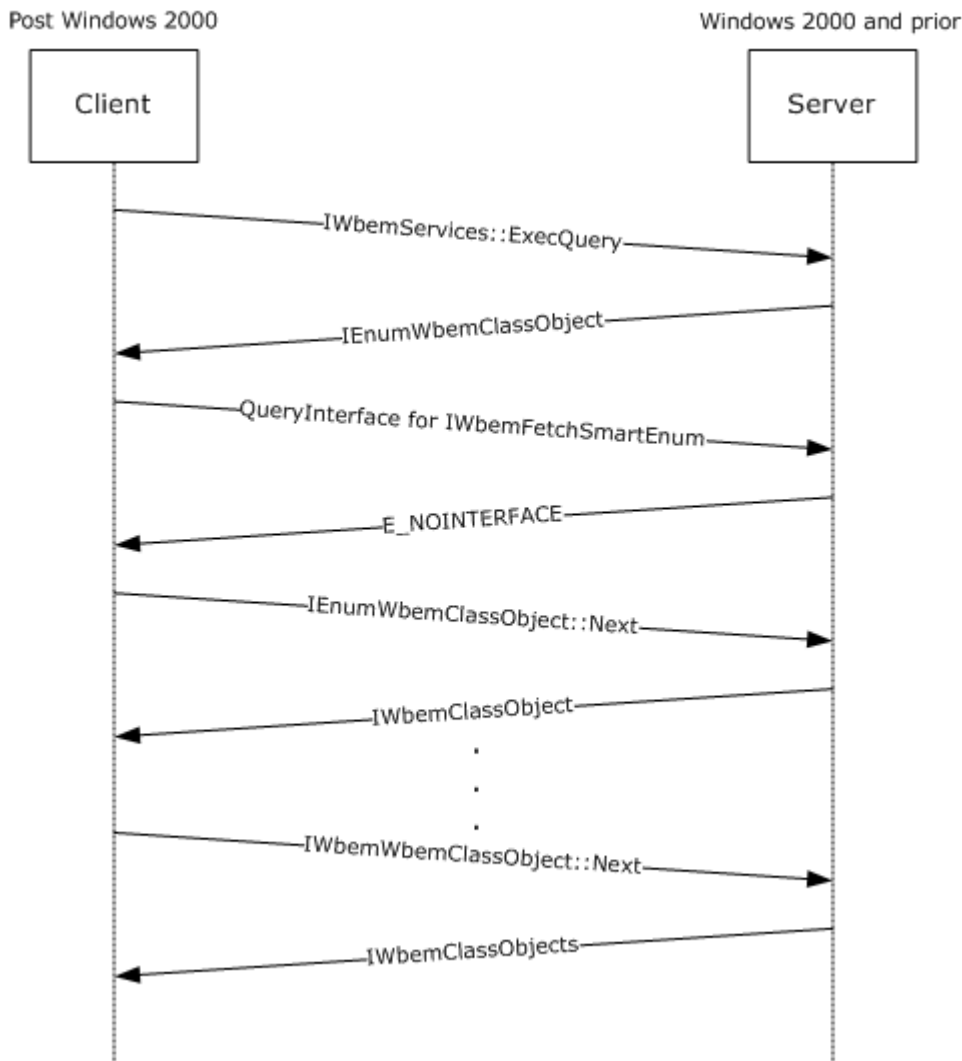 Post Windows 2000
Windows 2000 and prior
Client
Server
IWbemServices::ExecQuery
IEnumWbemClassObject
QueryInterface for IWbemFetchSmartEnum
E_NOINTERFACE
IEnumWbemClassObject::Next
IWbemClassObject
.
.
.
IWbemWbemClassObject::Next
IWbemClassObjects